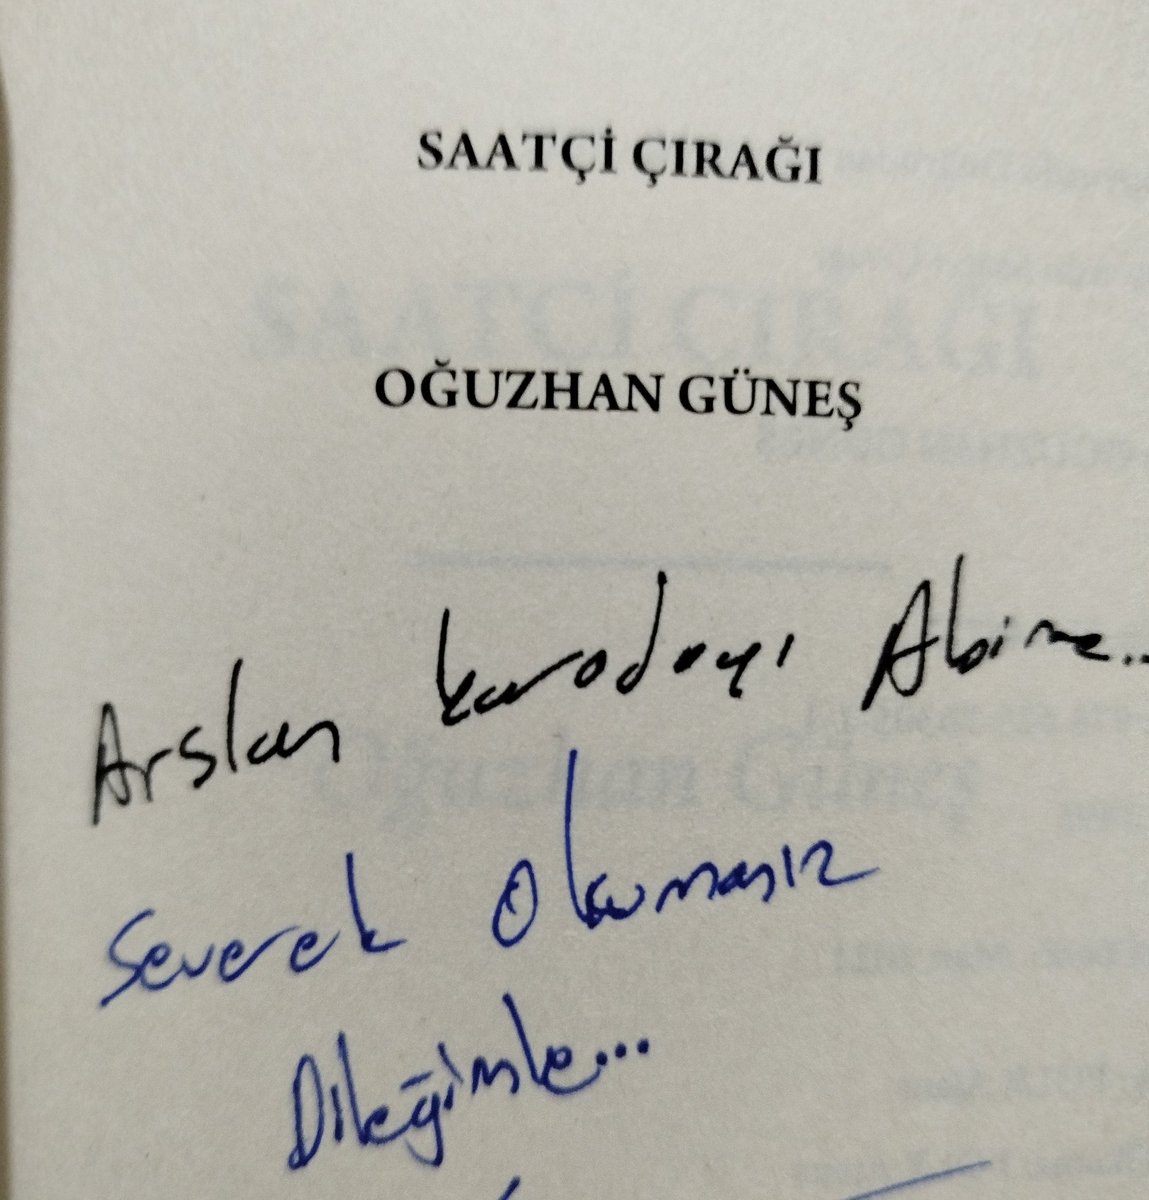 SAATÇİ ÇIRAĞI
OĞUZHAN GÜNEŞ
Arslan Karadayı Abime...
Severek Okumanız
Dileğimle...